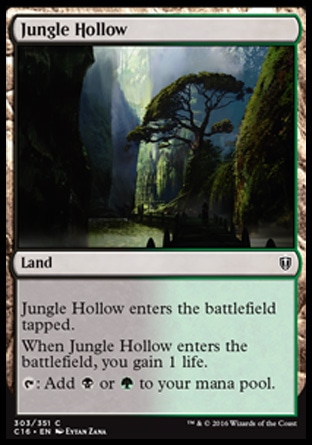 Jungle Hollow
Land
Jungle Hollow enters the battlefield
tapped.
When Jungle Hollow enters the
battlefield, you gain 1 life.
: Add or to your mana pool.
303/351 C
C16 • EN EYTAN ZANA
™ & © 2016 Wizards of the Coast